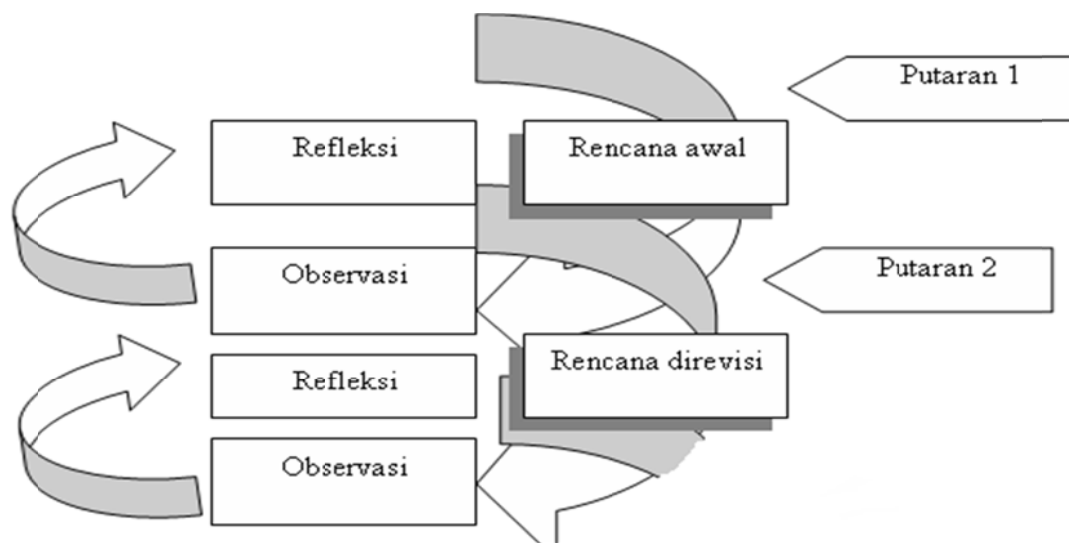 Putaran 1
Refleksi
Rencana awal
Observasi
Putaran 2
Refleksi
Rencana direvisi
Observasi